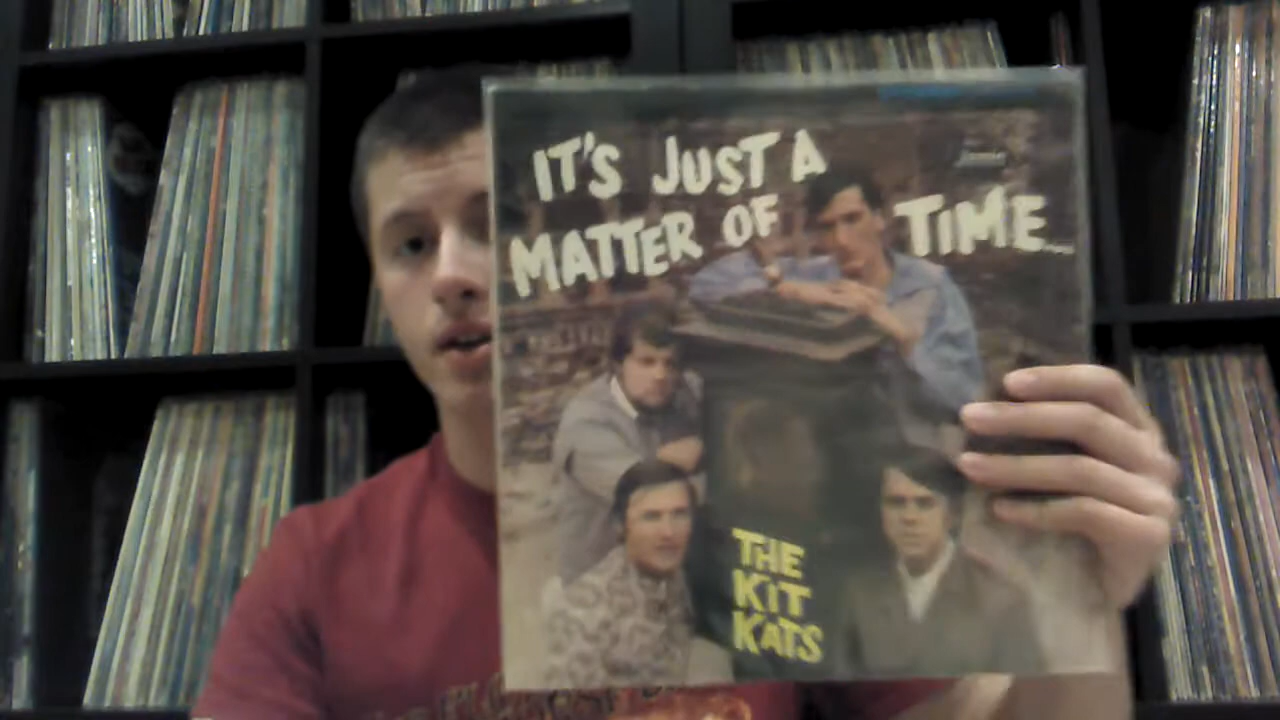 IT'S JUST A
MATTER OF TIME...
THE
KIT
KATS